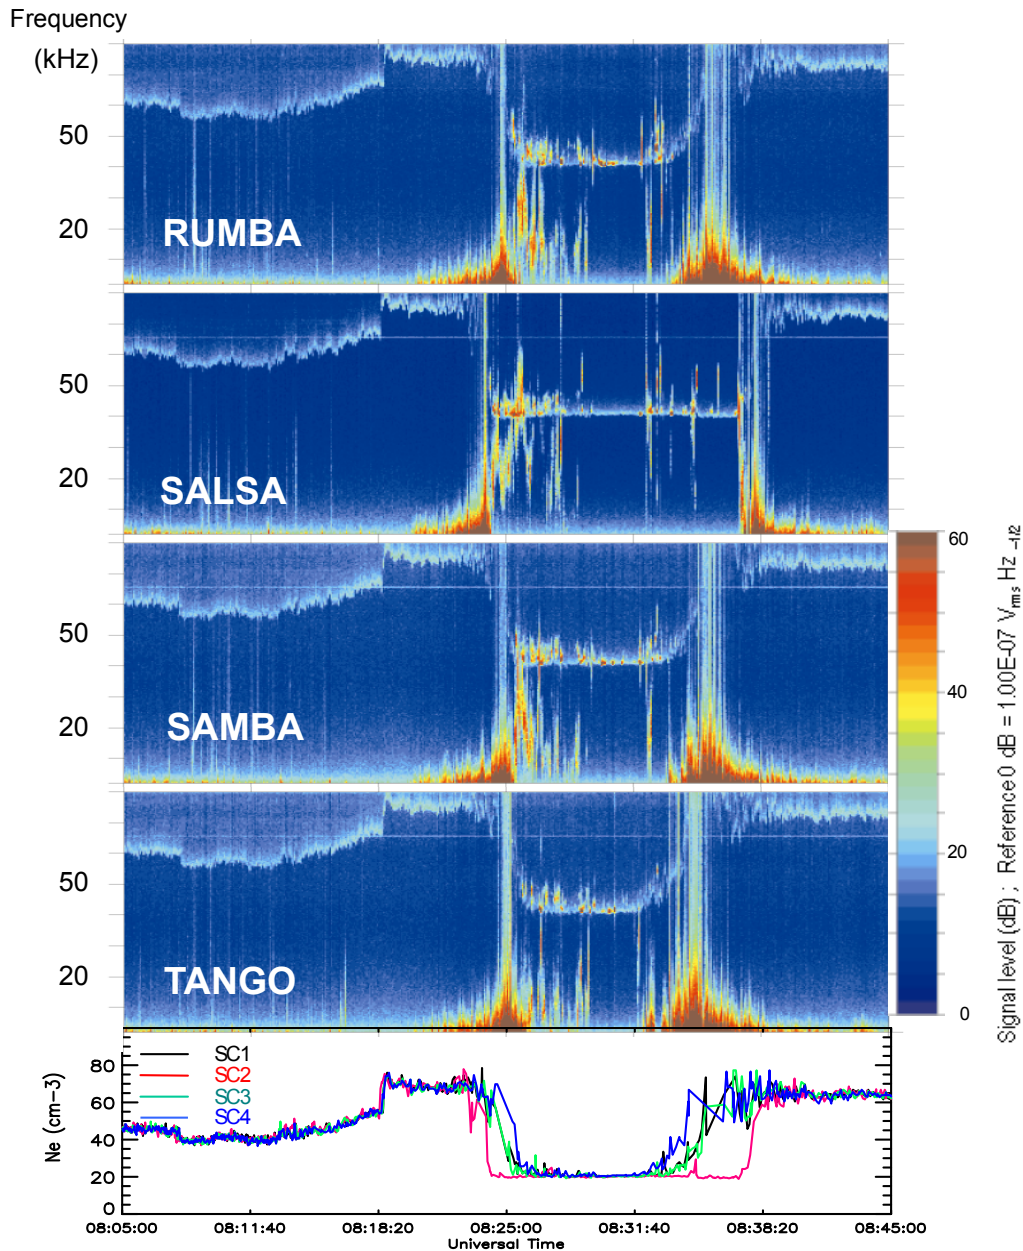 Frequency
(kHz)
50
20
RUMBA
50
20
SALSA
50
20
SAMBA
50
20
TANGO
60
40
20
0
Signal level (dB) ; Reference 0 dB = 1.00E-07 Vrms Hz -1/2
SC1
SC2
SC3
SC4
Ne (cm-3)
80
60
40
20
0
08:05:00 08:11:40 08:18:20 08:25:00 08:31:40 08:38:20 08:45:00
Universal Time